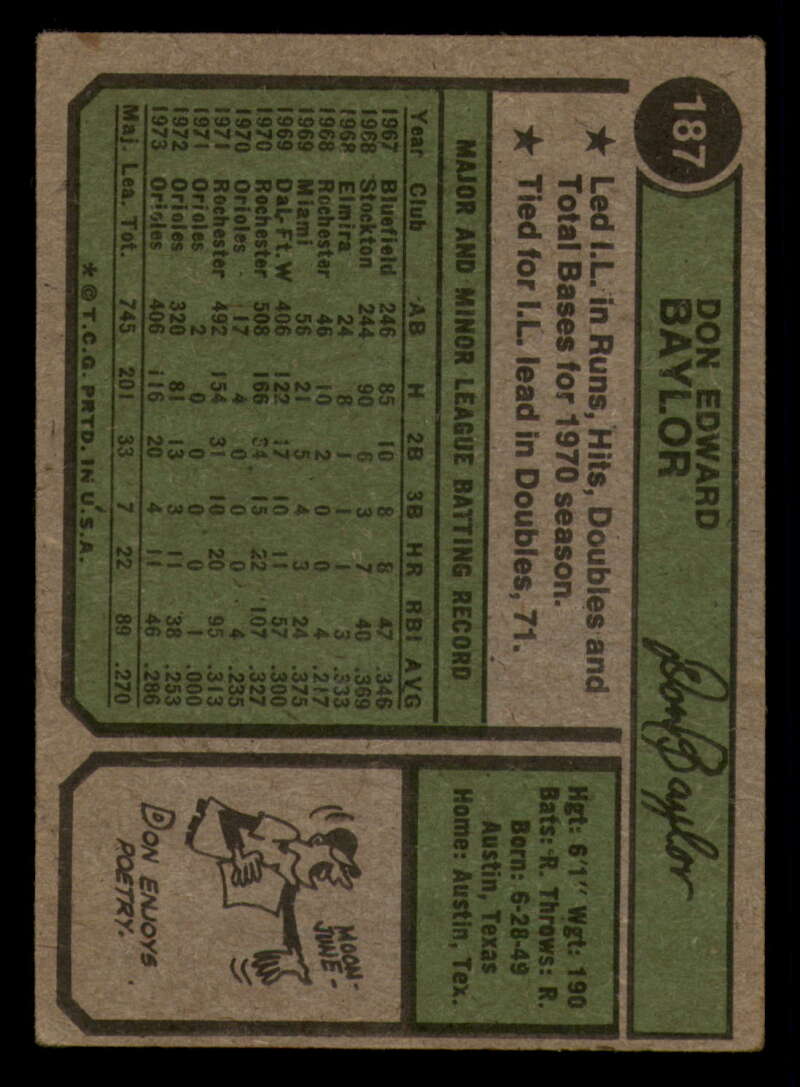 187
DON EDWARD
BAYLOR
Don Baylor
★ Led I.L. in Runs, Hits, Doubles and
Total Bases for 1970 season.
★ Tied for I.L. lead in Doubles, 71.
MAJOR AND MINOR LEAGUE BATTING RECORD
Year Club AB H 2B 3B HR RBI AVG
1967 Bluefield 246 85 10 8 8 47 .346
1968 Stockton 244 90 6 3 7 40 .369
1968 Elmira 24 8 1 1 1 3 .333
1968 Rochester 46 10 2 0 0 4 .217
1969 Miami 56 21 5 4 3 24 .375
1969 Dal.-Ft.W 406 122 17 10 11 57 .300
1970 Rochester 508 166 34 15 22 107 .327
1970 Orioles 17 4 0 0 0 4 .235
1971 Rochester 492 154 31 10 20 95 .313
1971 Orioles 2 0 0 0 0 1 .000
1972 Orioles 320 81 13 3 11 38 .253
1973 Orioles 406 116 20 4 11 46 .286
Maj. Lea. Tot. 745 201 33 7 22 89 .270
* © T.C.G. PRTD. IN U.S.A.
Hgt: 6'1" Wgt: 190
Bats: R. Throws: R.
Born: 6-28-49
Austin, Texas
Home: Austin, Tex.
MOON-
JUNE-
DON ENJOYS
POETRY.